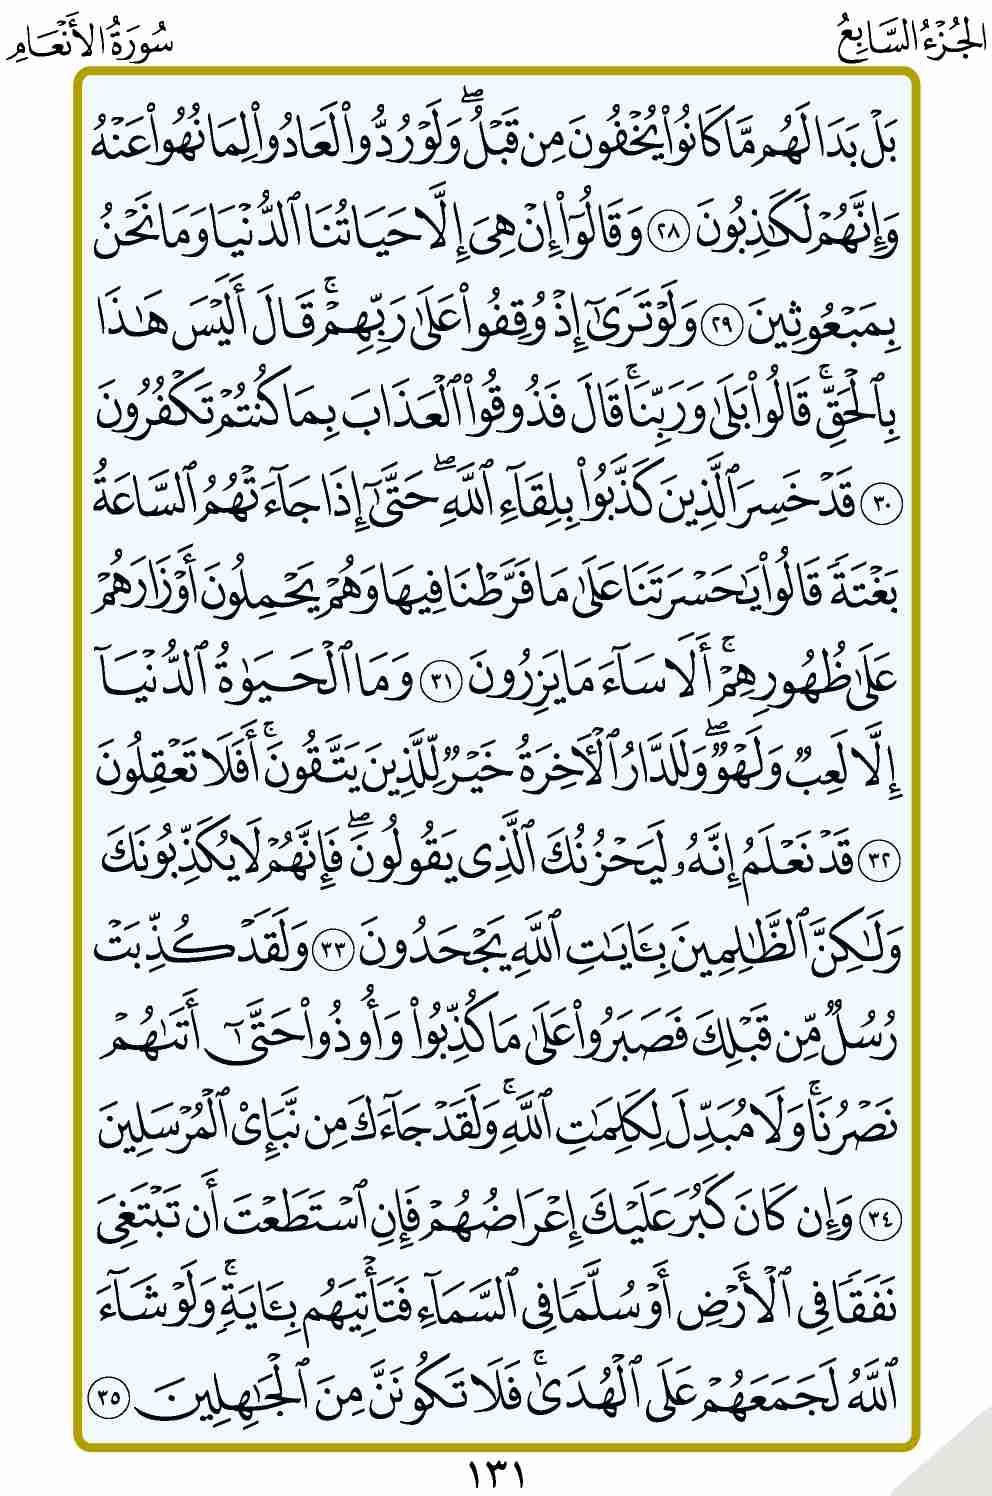 الجُزْءُ السَّابِعُ
سُورَةُ الأَنْعَامِ
بَلْ بَدَا لَهُم مَّا كَانُوا۟ يُخْفُونَ مِن قَبْلُ ۖ وَلَوْ رُدُّوا۟ لَعَادُوا۟ لِمَا نُهُوا۟ عَنْهُ
وَإِنَّهُمْ لَكَـٰذِبُونَ ٢٨ وَقَالُوٓا۟ إِنْ هِىَ إِلَّا حَيَاتُنَا ٱلدُّنْيَا وَمَا نَحْنُ
بِمَبْعُوثِينَ ٢٩ وَلَوْ تَرَىٰٓ إِذْ وُقِفُوا۟ عَلَىٰ رَبِّهِمْ ۚ قَالَ أَلَيْسَ هَـٰذَا
بِٱلْحَقِّ ۚ قَالُوا۟ بَلَىٰ وَرَبِّنَا ۚ قَالَ فَذُوقُوا۟ ٱلْعَذَابَ بِمَا كُنتُمْ تَكْفُرُونَ
٣٠ قَدْ خَسِرَ ٱلَّذِينَ كَذَّبُوا۟ بِلِقَآءِ ٱللَّهِ ۖ حَتَّىٰٓ إِذَا جَآءَتْهُمُ ٱلسَّاعَةُ
بَغْتَةً قَالُوا۟ يَـٰحَسْرَتَنَا عَلَىٰ مَا فَرَّطْنَا فِيهَا وَهُمْ يَحْمِلُونَ أَوْزَارَهُمْ
عَلَىٰ ظُهُورِهِمْ ۚ أَلَا سَآءَ مَا يَزِرُونَ ٣١ وَمَا ٱلْحَيَوٰةُ ٱلدُّنْيَآ
إِلَّا لَعِبٌ وَلَهْوٌ ۖ وَلَلدَّارُ ٱلْـَٔاخِرَةُ خَيْرٌ لِّلَّذِينَ يَتَّقُونَ ۚ أَفَلَا تَعْقِلُونَ
٣٢ قَدْ نَعْلَمُ إِنَّهُۥ لَيَحْزُنُكَ ٱلَّذِى يَقُولُونَ ۖ فَإِنَّهُمْ لَا يُكَذِّبُونَكَ
وَلَـٰكِنَّ ٱلظَّـٰلِمِينَ بِـَٔايَـٰتِ ٱللَّهِ يَجْحَدُونَ ٣٣ وَلَقَدْ كُذِّبَتْ
رُسُلٌ مِّن قَبْلِكَ فَصَبَرُوا۟ عَلَىٰ مَا كُذِّبُوا۟ وَأُوذُوا۟ حَتَّىٰٓ أَتَىٰهُمْ
نَصْرُنَا ۚ وَلَا مُبَدِّلَ لِكَلِمَـٰتِ ٱللَّهِ ۚ وَلَقَدْ جَآءَكَ مِن نَّبَإِى۟ ٱلْمُرْسَلِينَ
٣٤ وَإِن كَانَ كَبُرَ عَلَيْكَ إِعْرَاضُهُمْ فَإِنِ ٱسْتَطَعْتَ أَن تَبْتَغِىَ
نَفَقًا فِى ٱلْأَرْضِ أَوْ سُلَّمًا فِى ٱلسَّمَآءِ فَتَأْتِيَهُم بِـَٔايَةٍ ۚ وَلَوْ شَآءَ
ٱللَّهُ لَجَمَعَهُمْ عَلَى ٱلْهُدَىٰ ۚ فَلَا تَكُونَنَّ مِنَ ٱلْجَـٰهِلِينَ ٣٥
١٣١